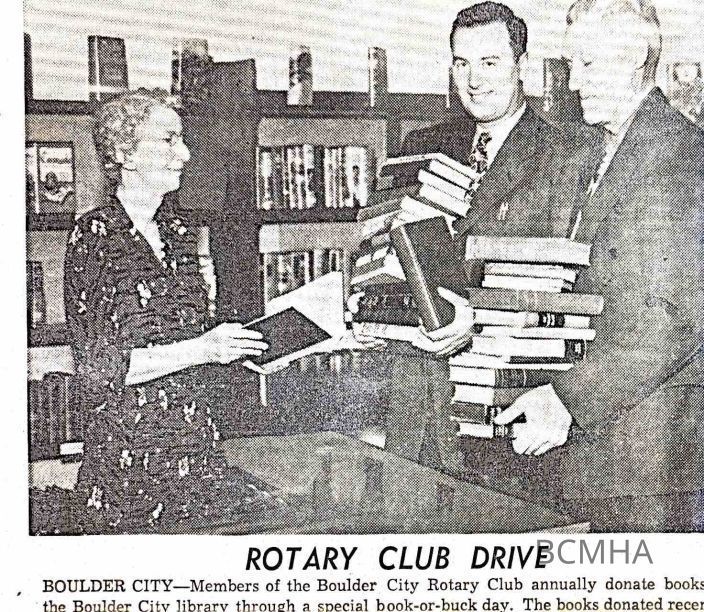 ROTARY CLUB DRIVE
BCMHA
BOULDER CITY—Members of the Boulder City Rotary Club annually donate books
the Boulder City library through a special book-or-buck day. The books donated